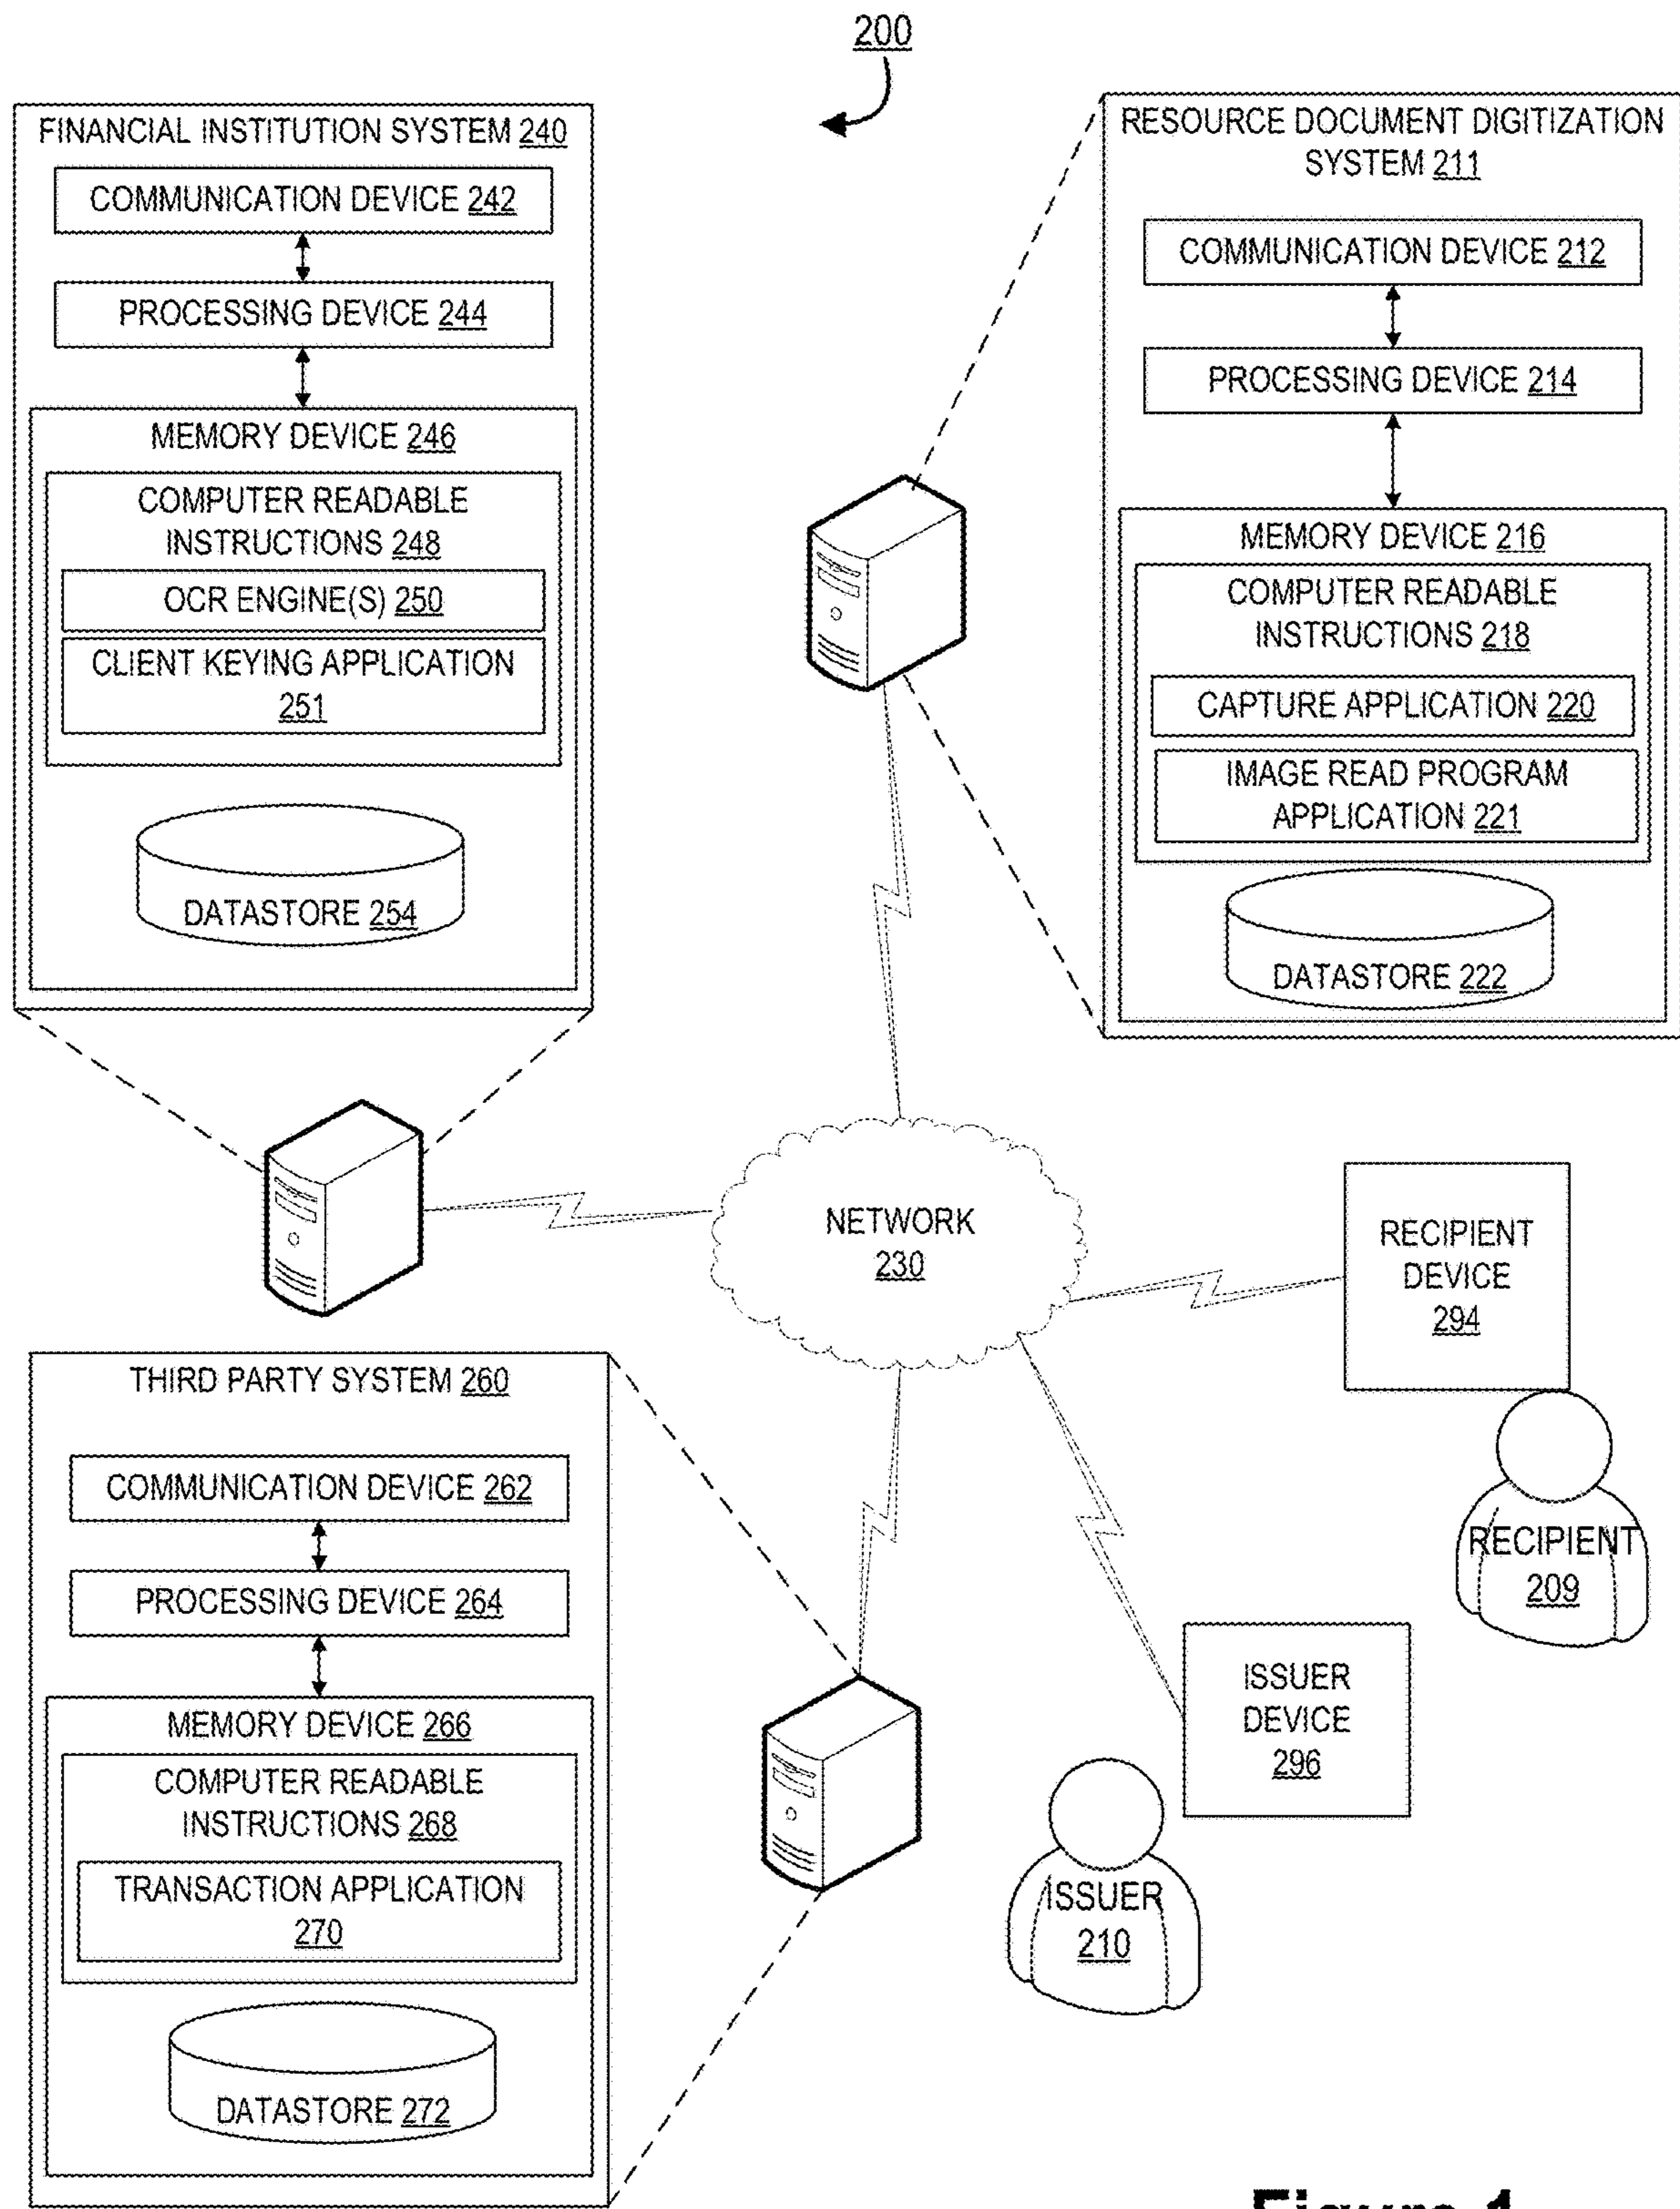 200
FINANCIAL INSTITUTION SYSTEM 240
COMMUNICATION DEVICE 242
PROCESSING DEVICE 244
MEMORY DEVICE 246
COMPUTER READABLE
INSTRUCTIONS 248
OCR ENGINE(S) 250
CLIENT KEYING APPLICATION
251
DATASTORE 254
RESOURCE DOCUMENT DIGITIZATION
SYSTEM 211
COMMUNICATION DEVICE 212
PROCESSING DEVICE 214
MEMORY DEVICE 216
COMPUTER READABLE
INSTRUCTIONS 218
CAPTURE APPLICATION 220
IMAGE READ PROGRAM
APPLICATION 221
DATASTORE 222
NETWORK
230
RECIPIENT
DEVICE
294
RECIPIENT
209
THIRD PARTY SYSTEM 260
COMMUNICATION DEVICE 262
PROCESSING DEVICE 264
MEMORY DEVICE 266
COMPUTER READABLE
INSTRUCTIONS 268
TRANSACTION APPLICATION
270
DATASTORE 272
ISSUER
DEVICE
296
ISSUER
210
Figure 1